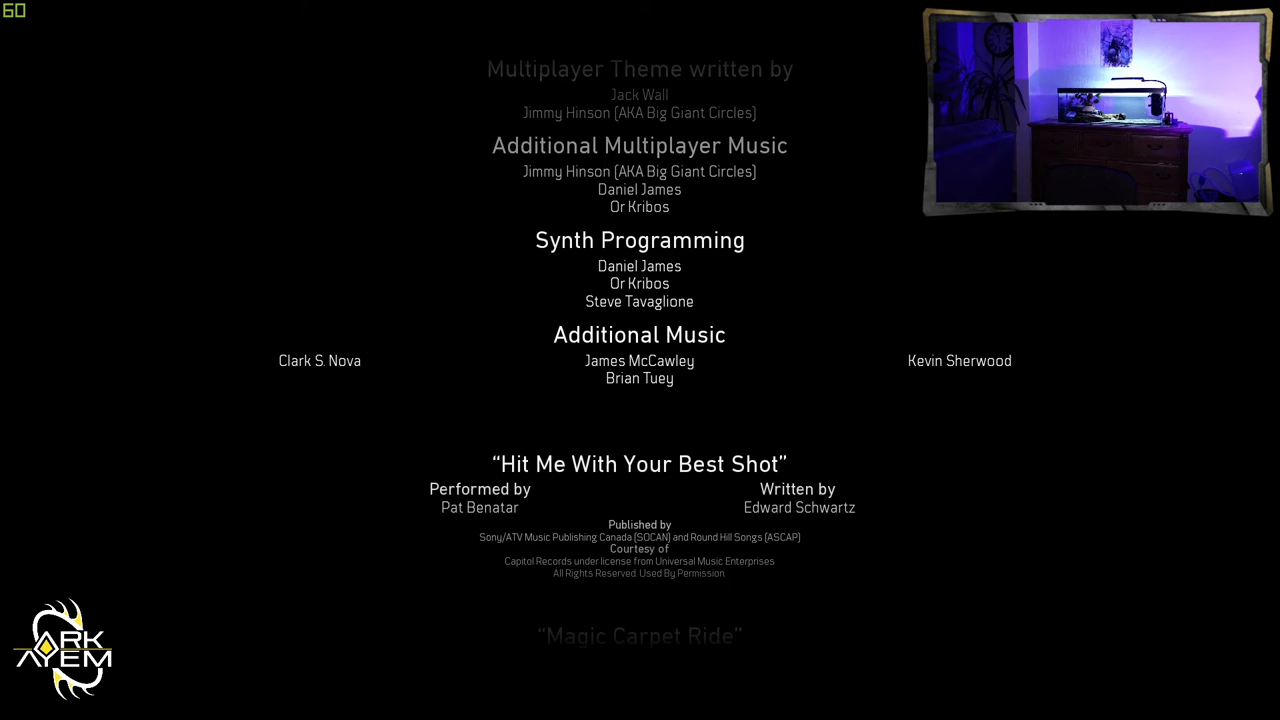 60
Multiplayer Theme written by
Jack Wall
Jimmy Hinson (AKA Big Giant Circles)
Additional Multiplayer Music
Jimmy Hinson (AKA Big Giant Circles)
Daniel James
Or Kribos
Synth Programming
Daniel James
Or Kribos
Steve Tavaglione
Additional Music
Clark S. Nova James McCawley Kevin Sherwood
Brian Tuey
“Hit Me With Your Best Shot”
Performed by Written by
Pat Benatar Edward Schwartz
Published by
Sony/ATV Music Publishing Canada (SOCAN) and Round Hill Songs (ASCAP)
Courtesy of
Capitol Records under license from Universal Music Enterprises
All Rights Reserved. Used By Permission.
“Magic Carpet Ride”
ARK
AYEM